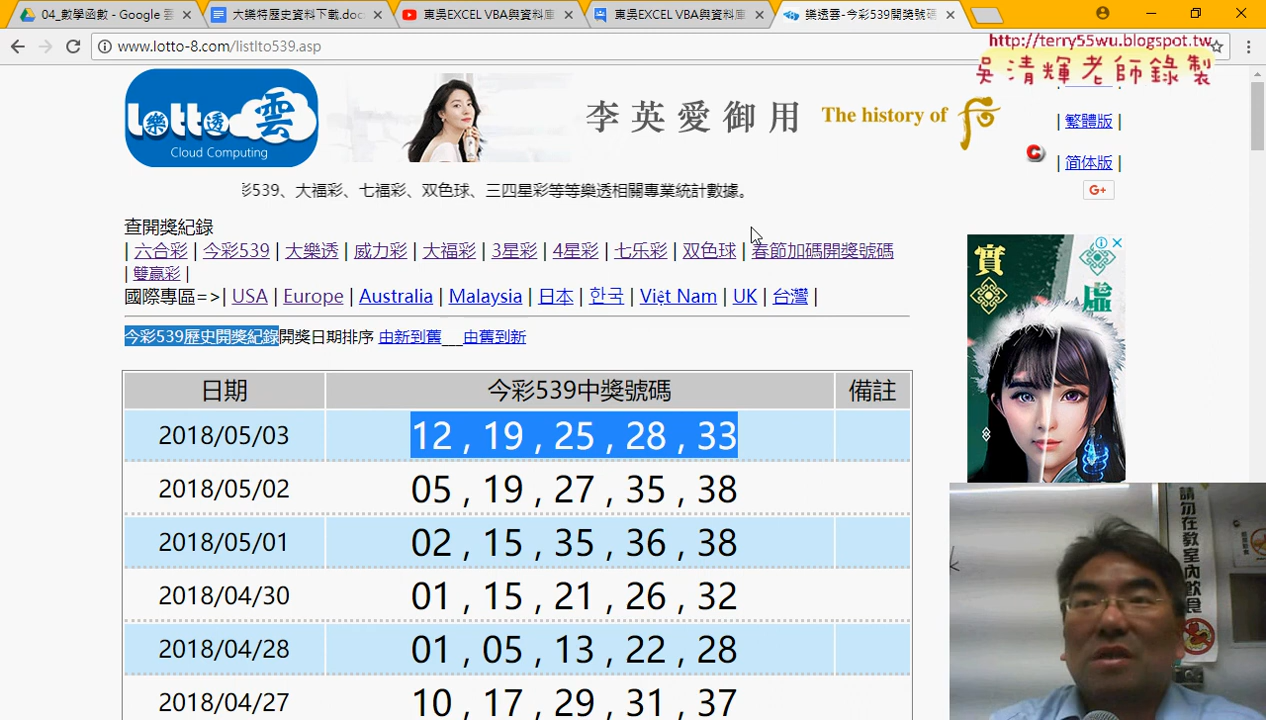 04_數學函數 - Google 雲
大樂特歷史資料下載.doc
東吳EXCEL VBA與資料庫
東吳EXCEL VBA與資料庫
樂透雲-今彩539開獎號碼
www.lotto-8.com/listlto539.asp
http://terry55wu.blogspot.tw
吳清輝老師錄製
lotto 樂透 雲
Cloud Computing
李英愛御用
The history of 后
| 繁體版 |
| 简体版 |
G+
彩539、大福彩、七福彩、双色球、三四星彩等等樂透相關專業統計數據。
查開獎紀錄
| 六合彩 | 今彩539 | 大樂透 | 威力彩 | 大福彩 | 3星彩 | 4星彩 | 七乐彩 | 双色球 | 春節加碼開獎號碼
| 雙贏彩 |
國際專區=>| USA | Europe | Australia | Malaysia | 日本 | 한국 | Việt Nam | UK | 台灣 |
今彩539歷史開獎紀錄開獎日期排序 由新到舊___由舊到新
日期 今彩539中獎號碼 備註
2018/05/03 12 , 19 , 25 , 28 , 33
2018/05/02 05 , 19 , 27 , 35 , 38
2018/05/01 02 , 15 , 35 , 36 , 38
2018/04/30 01 , 15 , 21 , 26 , 32
2018/04/28 01 , 05 , 13 , 22 , 28
2018/04/27 10 , 17 , 29 , 31 , 37
實
虛
請勿在教室內飲食